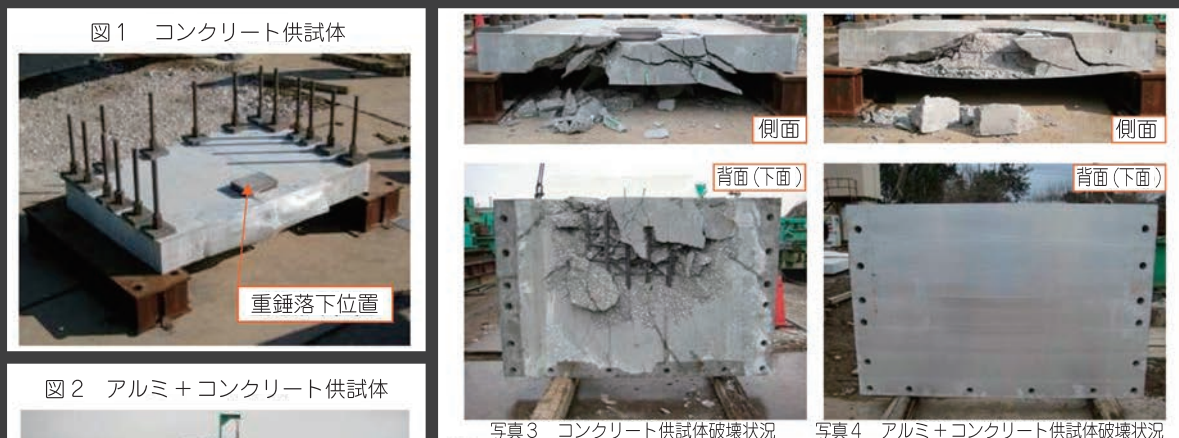 図1 コンクリート供試体
重錘落下位置
図2 アルミ+コンクリート供試体
側面
側面
背面(下面)
背面(下面)
写真3 コンクリート供試体破壊状況
写真4 アルミ+コンクリート供試体破壊状況